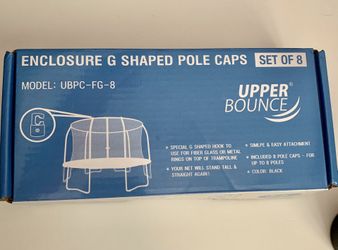 ENCLOSURE G SHAPED POLE CAPS SET OF 8
MODEL: UBPC-FG-8
UPPER
BOUNCE
• SPECIAL G SHAPED HOOK TO
USE FOR FIBER GLASS OR METAL
RINGS ON TOP OF TRAMPOLINE
• YOUR NET WILL STAND TALL &
STRAIGHT AGAIN!
• SIMLPE & EASY ATTACHMENT
• INCLUDED 8 POLE CAPS - FOR
UP TO 8 POLES
• COLOR: BLACK